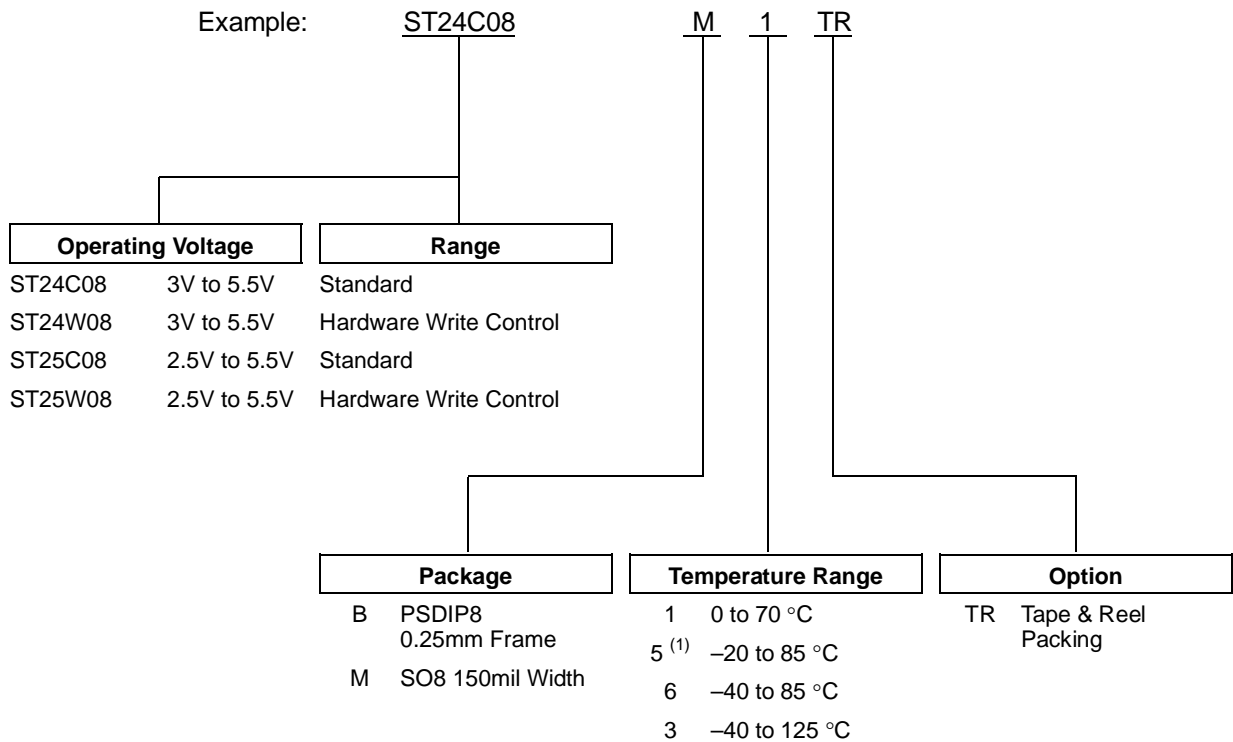 Example: ST24C08 M 1 TR
Operating Voltage Range
ST24C08 3V to 5.5V Standard
ST24W08 3V to 5.5V Hardware Write Control
ST25C08 2.5V to 5.5V Standard
ST25W08 2.5V to 5.5V Hardware Write Control
Package
B PSDIP8
0.25mm Frame
M SO8 150mil Width
Temperature Range
1 0 to 70 °C
5 (1) –20 to 85 °C
6 –40 to 85 °C
3 –40 to 125 °C
Option
TR Tape & Reel
Packing